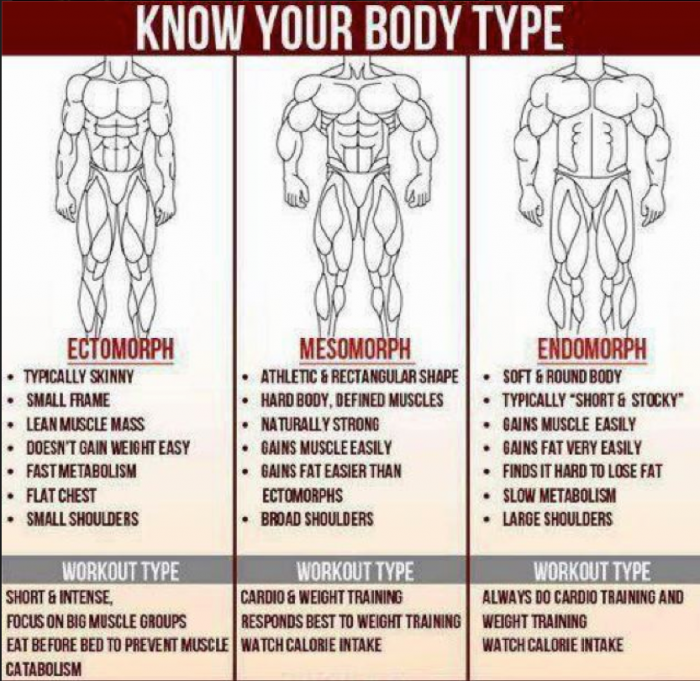 KNOW YOUR BODY TYPE
ECTOMORPH
• TYPICALLY SKINNY
• SMALL FRAME
• LEAN MUSCLE MASS
• DOESN'T GAIN WEIGHT EASY
• FAST METABOLISM
• FLAT CHEST
• SMALL SHOULDERS
WORKOUT TYPE
SHORT & INTENSE,
FOCUS ON BIG MUSCLE GROUPS
EAT BEFORE BED TO PREVENT MUSCLE
CATABOLISM
MESOMORPH
• ATHLETIC & RECTANGULAR SHAPE
• HARD BODY, DEFINED MUSCLES
• NATURALLY STRONG
• GAINS MUSCLE EASILY
• GAINS FAT EASIER THAN
ECTOMORPHS
• BROAD SHOULDERS
WORKOUT TYPE
CARDIO & WEIGHT TRAINING
RESPONDS BEST TO WEIGHT TRAINING
WATCH CALORIE INTAKE
ENDOMORPH
• SOFT & ROUND BODY
• TYPICALLY "SHORT & STOCKY"
• GAINS MUSCLE EASILY
• GAINS FAT VERY EASILY
• FINDS IT HARD TO LOSE FAT
• SLOW METABOLISM
• LARGE SHOULDERS
WORKOUT TYPE
ALWAYS DO CARDIO TRAINING AND
WEIGHT TRAINING
WATCH CALORIE INTAKE